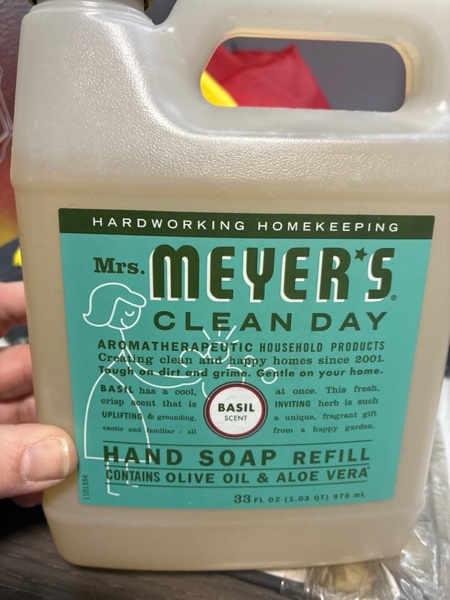 HARDWORKING HOMEKEEPING
Mrs. MEYER'S®
CLEAN DAY
AROMATHERAPEUTIC HOUSEHOLD PRODUCTS
Creating clean and happy homes since 2001.
Tough on dirt and grime. Gentle on your home.
BASIL has a cool, at once. This fresh,
crisp scent that is INVITING herb is such
UPLIFTING & grounding, a unique, fragrant gift
exotic and familiar - all from a happy garden.
BASIL
SCENT
HAND SOAP REFILL
CONTAINS OLIVE OIL & ALOE VERA*
33 FL OZ (1.03 QT) 975 mL
1101354